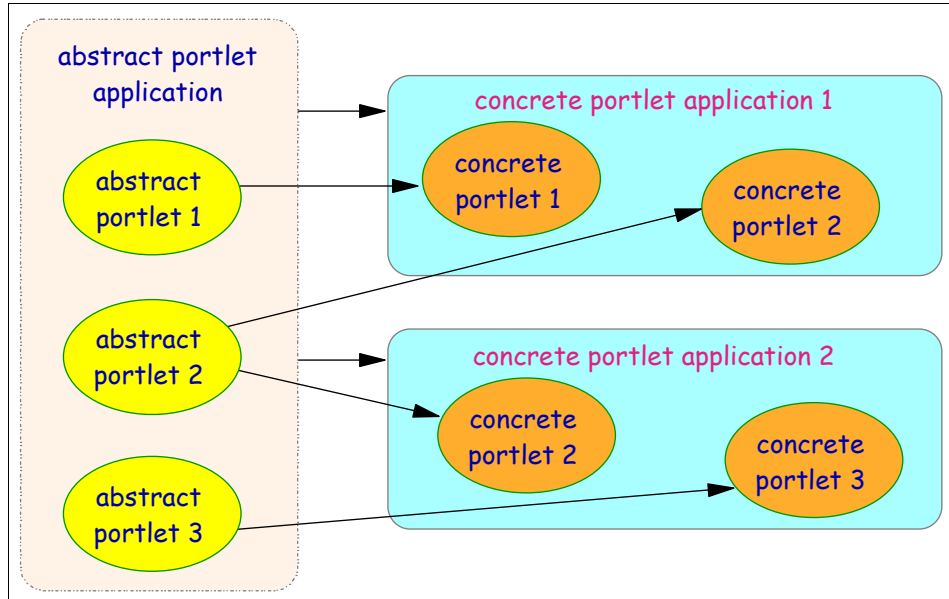 abstract portlet
application
abstract
portlet 1
abstract
portlet 2
abstract
portlet 3
concrete portlet application 1
concrete
portlet 1
concrete
portlet 2
concrete portlet application 2
concrete
portlet 2
concrete
portlet 3